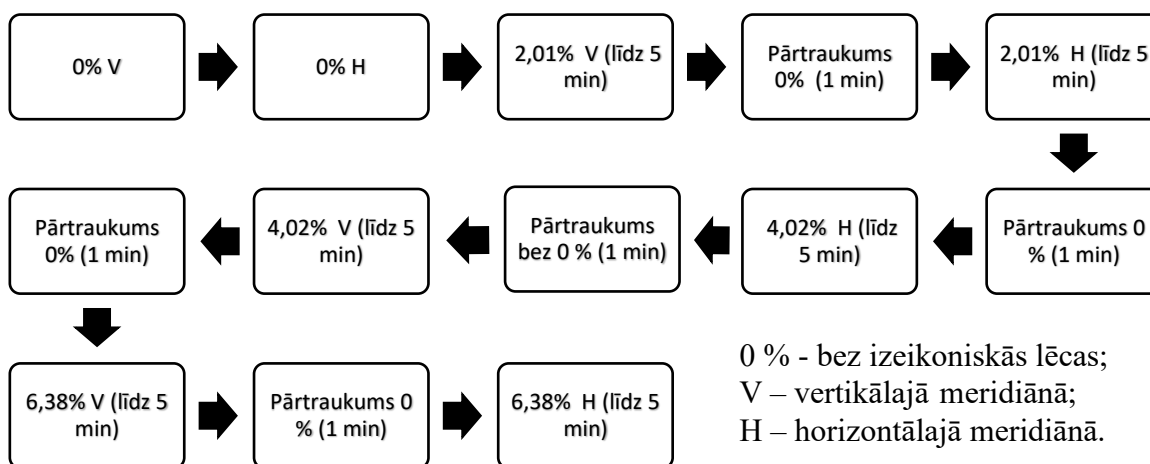 0% V
0% H
2,01% V (līdz 5
min)
Pārtraukums
0% (1 min)
2,01% H (līdz 5
min)
Pārtraukums 0
% (1 min)
4,02% H (līdz
5 min)
Pārtraukums
bez 0 % (1 min)
4,02% V (līdz 5
min)
Pārtraukums
0% (1 min)
6,38% V (līdz 5
min)
Pārtraukums 0
% (1 min)
6,38% H (līdz 5
min)
0 % - bez izeikoniskās lēcas;
V – vertikālajā meridiānā;
H – horizontālajā meridiānā.